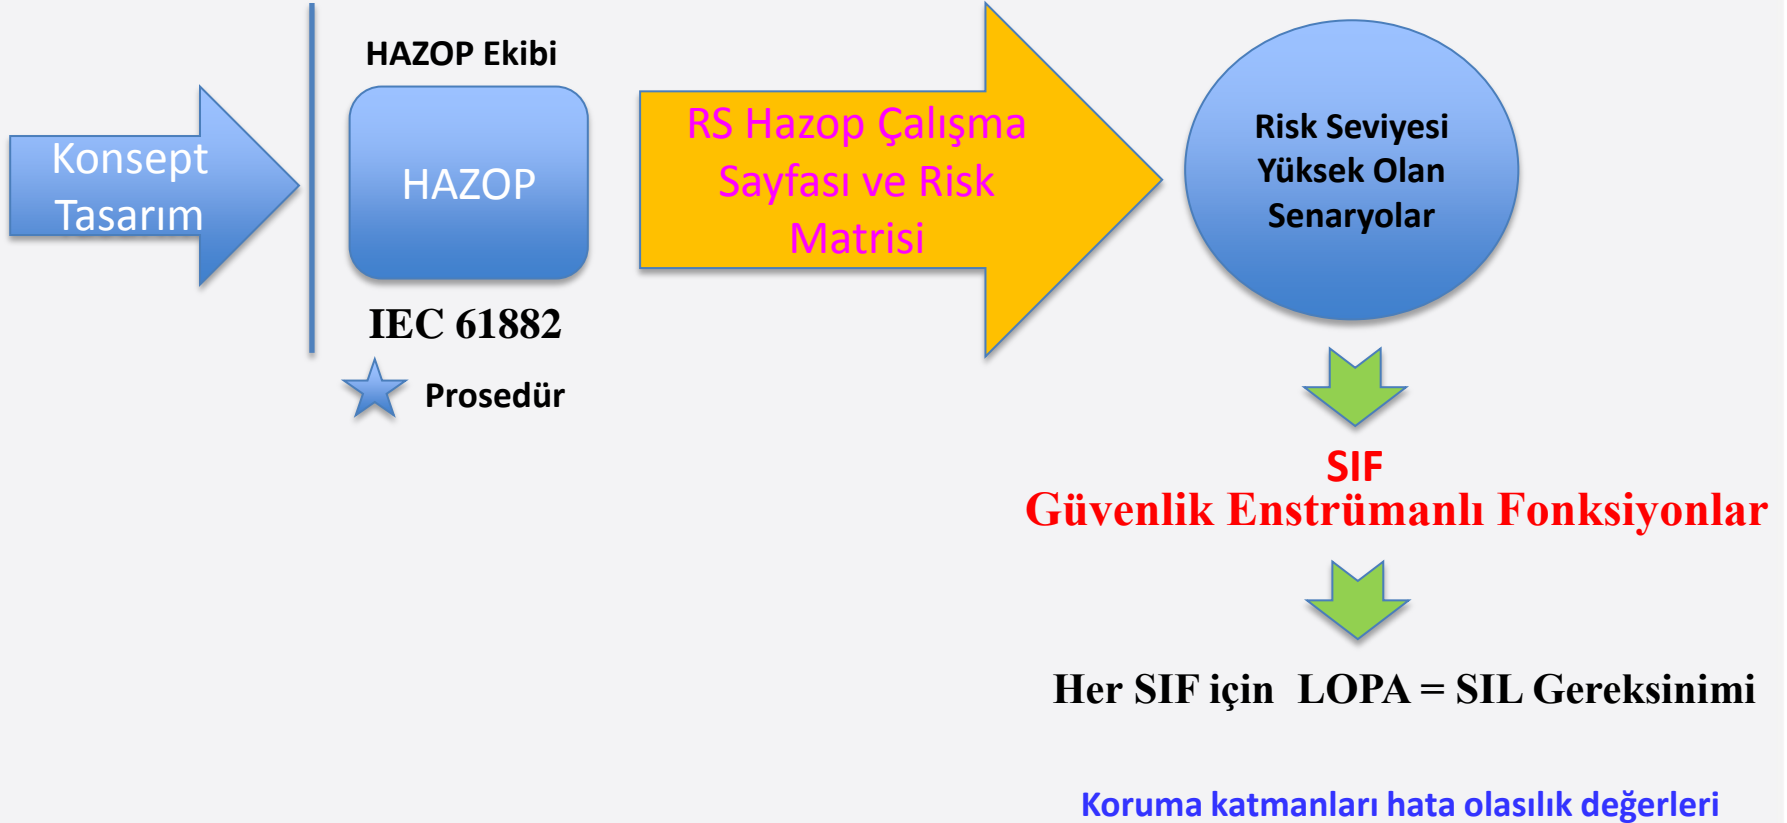 Konsept
Tasarım
HAZOP Ekibi
HAZOP
IEC 61882
Prosedür
RS Hazop Çalışma
Sayfası ve Risk
Matrisi
Risk Seviyesi
Yüksek Olan
Senaryolar
SIF
Güvenlik Enstrümanlı Fonksiyonlar
Her SIF için LOPA = SIL Gereksinimi
Koruma katmanları hata olasılık değerleri